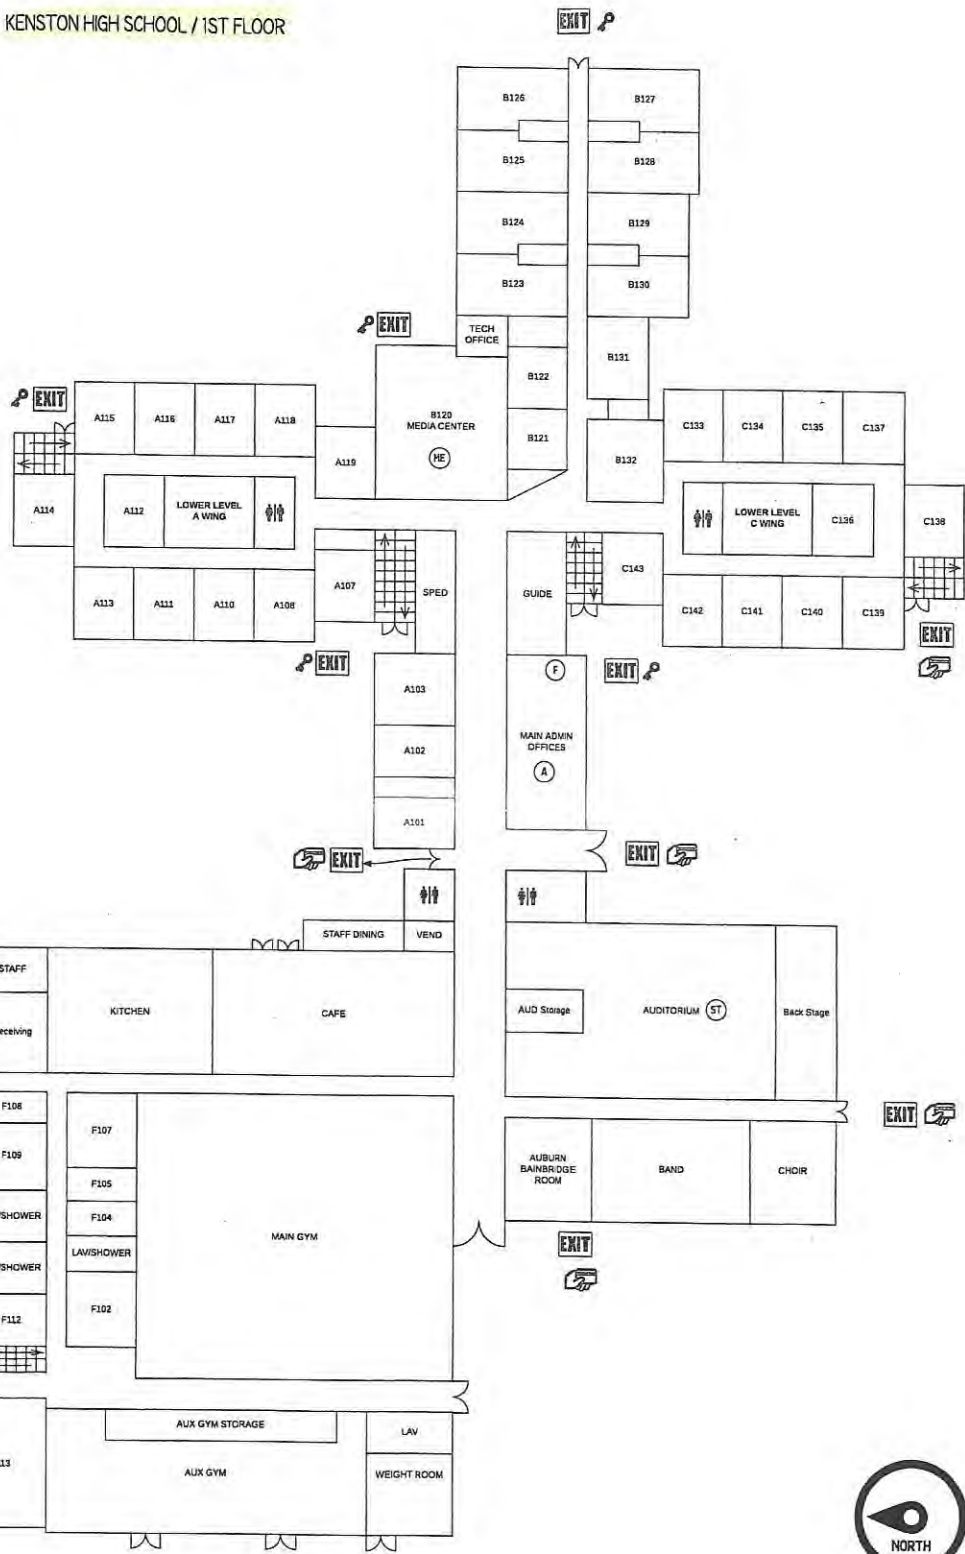 KENSTON HIGH SCHOOL / 1ST FLOOR
EXIT
B126
B127
B125
B128
B124
B129
B123
B130
EXIT
TECH
OFFICE
B131
B122
B120
MEDIA CENTER
ME
B121
B132
EXIT
A115
A116
A117
A118
A119
C133
C134
C135
C137
A114
A112
LOWER LEVEL
A WING
LOWER LEVEL
C WING
C136
C138
A113
A111
A110
A108
A107
SPED
GUIDE
C143
C142
C141
C140
C139
EXIT
EXIT
F
EXIT
A103
A102
MAIN ADMIN
OFFICES
A
A101
EXIT
EXIT
STAFF DINING
VEND
STAFF
KITCHEN
CAFE
AUD Storage
AUDITORIUM
ST
Back Stage
eceiving
F108
F107
F109
EXIT
AUBURN
BAINBRIDGE
ROOM
BAND
CHOIR
F105
F104
/SHOWER
MAIN GYM
LAV/SHOWER
EXIT
/SHOWER
F102
F112
AUX GYM STORAGE
LAV
13
AUX GYM
WEIGHT ROOM
NORTH